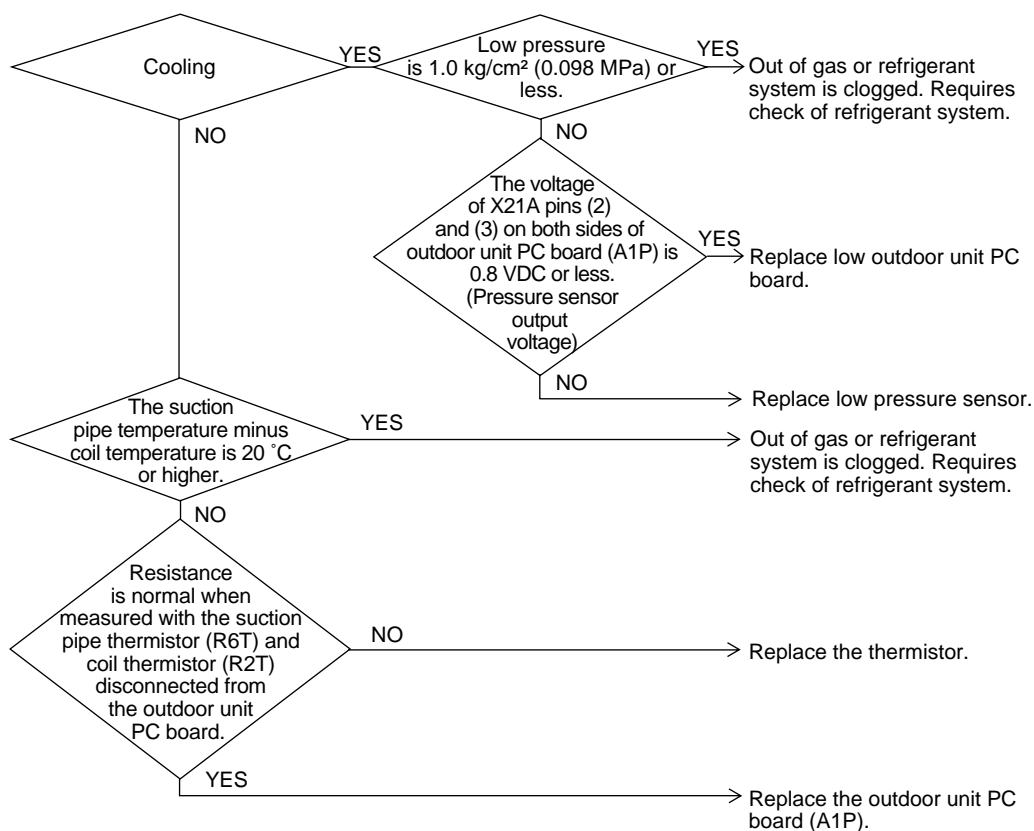 Cooling
YES
Low pressure
is 1.0 kg/cm² (0.098 MPa) or
less.
YES
Out of gas or refrigerant
system is clogged. Requires
check of refrigerant system.
NO
NO
The voltage
of X21A pins (2)
and (3) on both sides of
outdoor unit PC board (A1P) is
0.8 VDC or less.
(Pressure sensor
output
voltage)
YES
Replace low outdoor unit PC
board.
NO
Replace low pressure sensor.
The suction
pipe temperature minus
coil temperature is 20 ˚C
or higher.
YES
Out of gas or refrigerant
system is clogged. Requires
check of refrigerant system.
NO
Resistance
is normal when
measured with the suction
pipe thermistor (R6T) and
coil thermistor (R2T)
disconnected from
the outdoor unit
PC board.
NO
Replace the thermistor.
YES
Replace the outdoor unit PC
board (A1P).